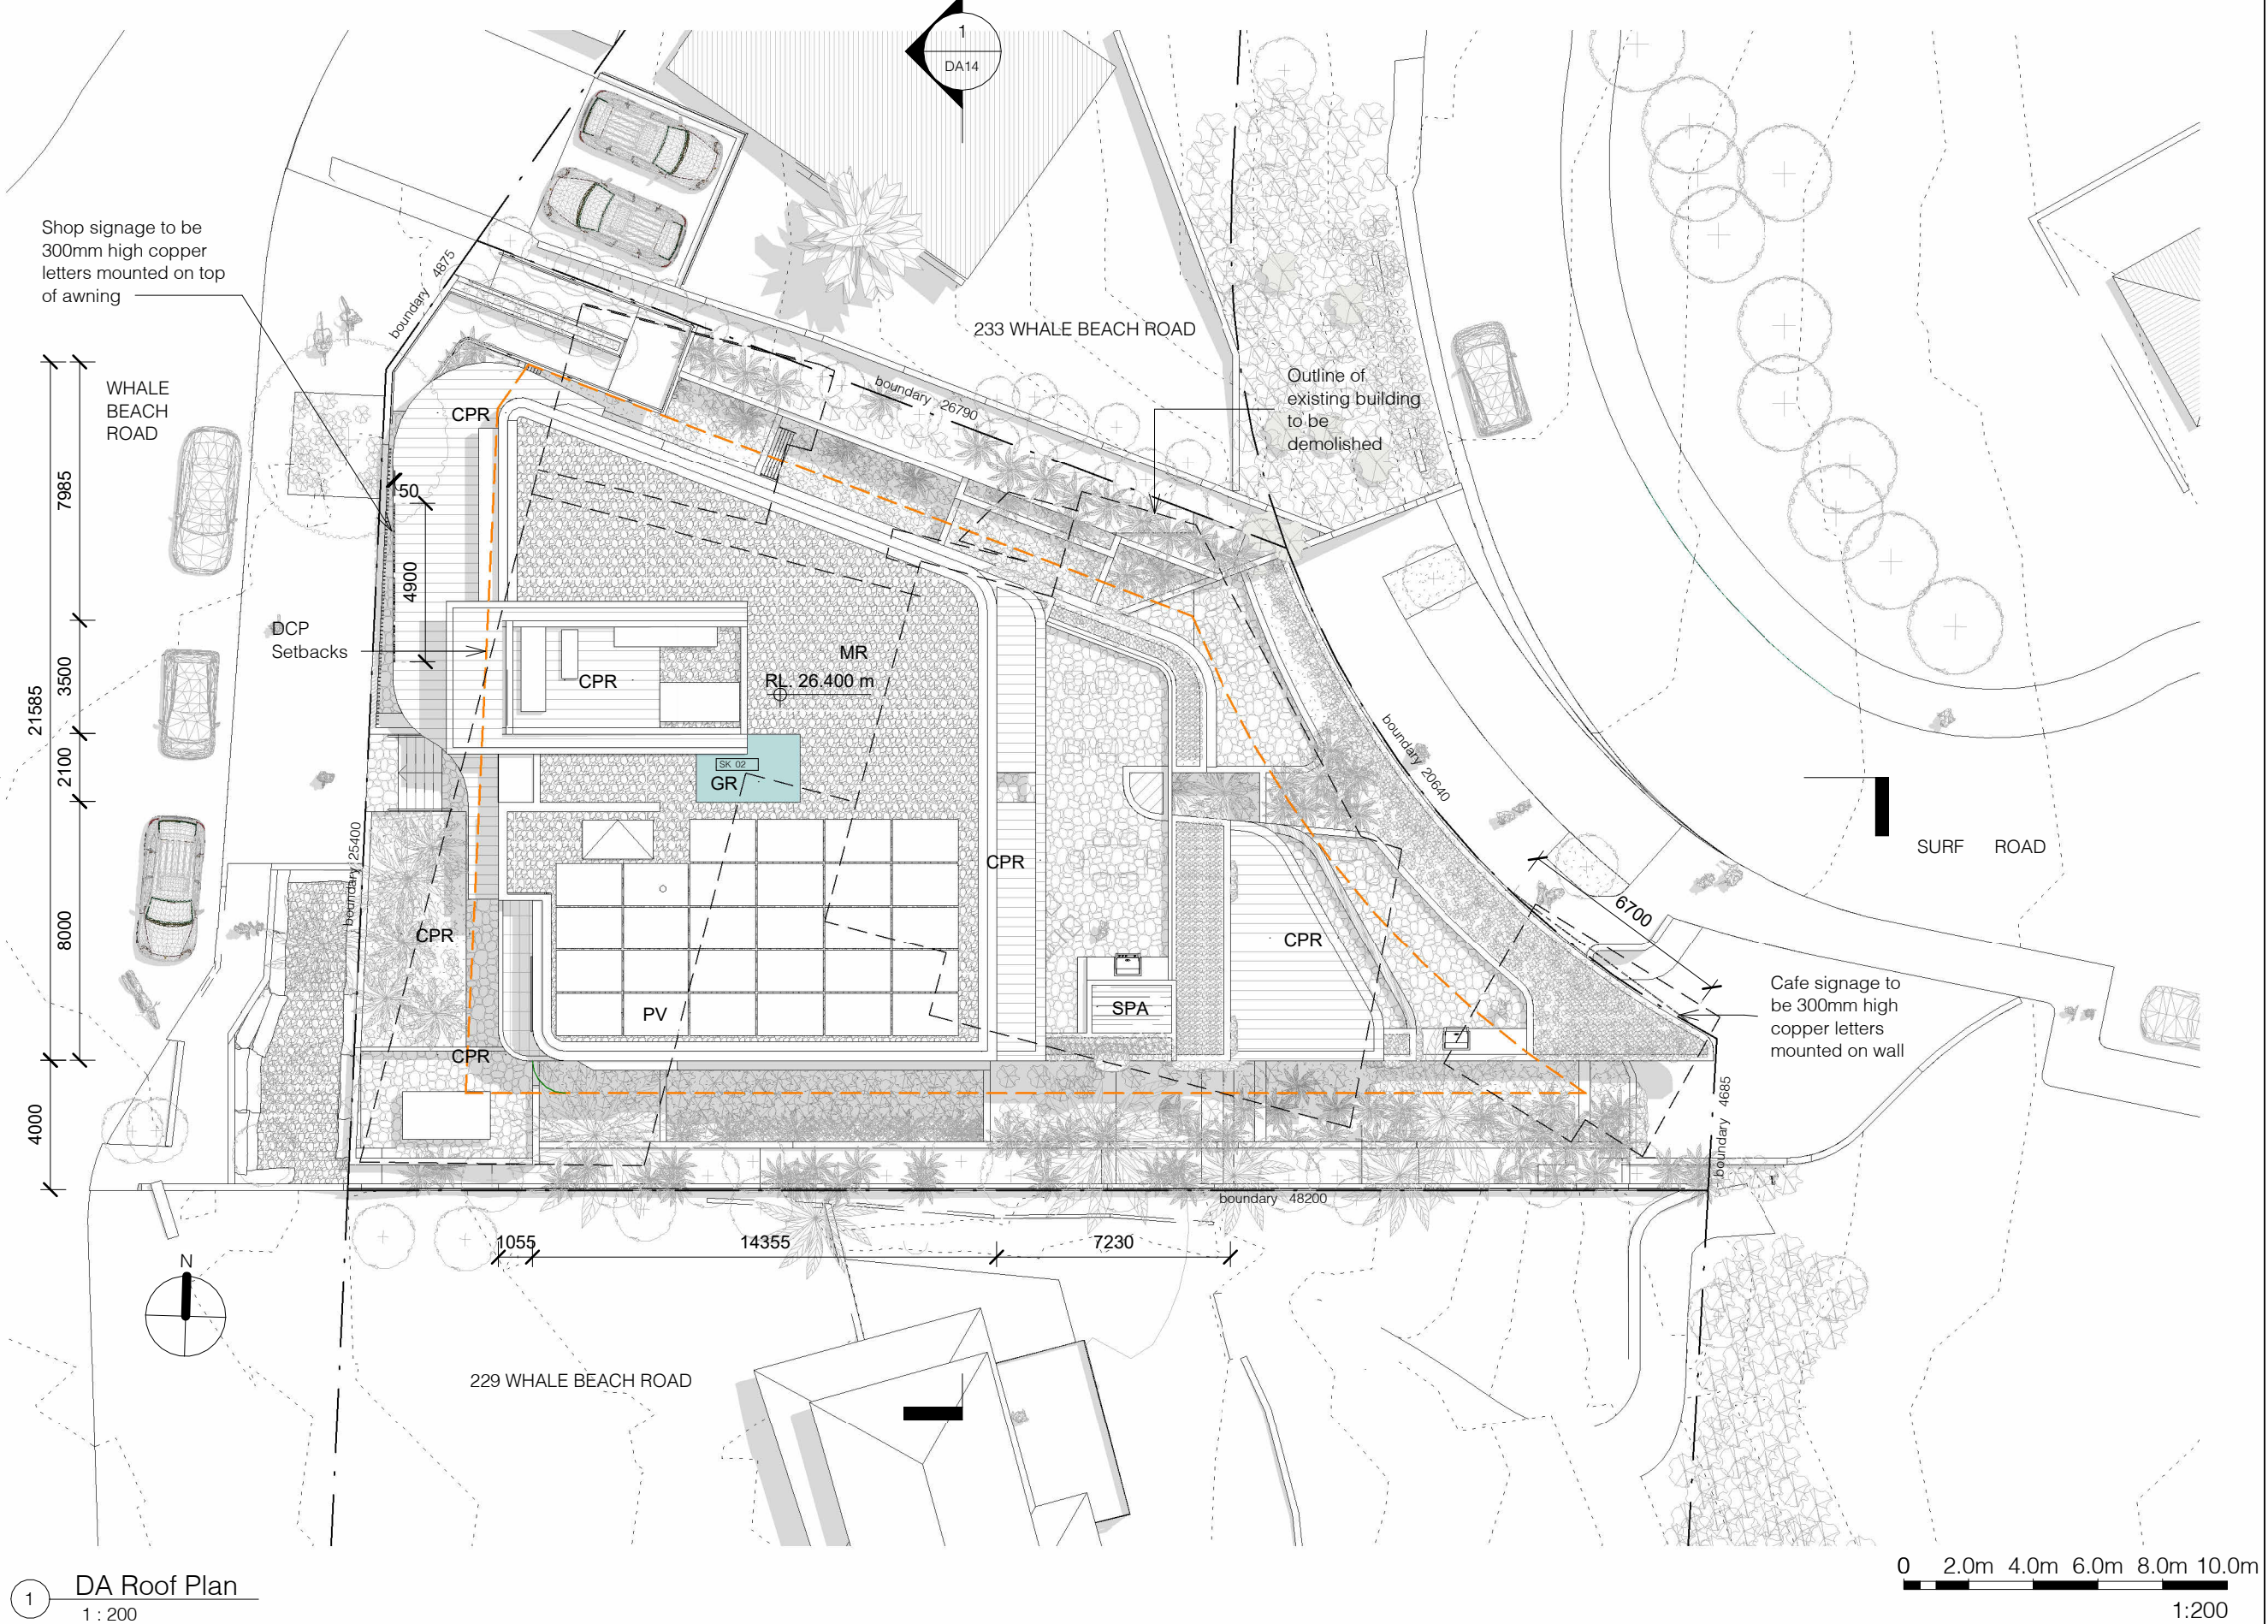 1
DA14
Shop signage to be
300mm high copper
letters mounted on top
of awning
boundary 4875
233 WHALE BEACH ROAD
WHALE
BEACH
ROAD
CPR
boundary 26790
Outline of
existing building
to be
demolished
7985
50
4900
DCP
Setbacks
MR
RL. 26.400 m
CPR
3500
21585
2100
SK 02
GR
boundary 20640
SURF ROAD
boundary 25400
CPR
8000
CPR
CPR
6700
PV
SPA
Cafe signage to
be 300mm high
copper letters
mounted on wall
CPR
4000
boundary 4685
boundary 48200
1055
14355
7230
N
229 WHALE BEACH ROAD
0 2.0m 4.0m 6.0m 8.0m 10.0m
1:200
1
DA Roof Plan
1 : 200